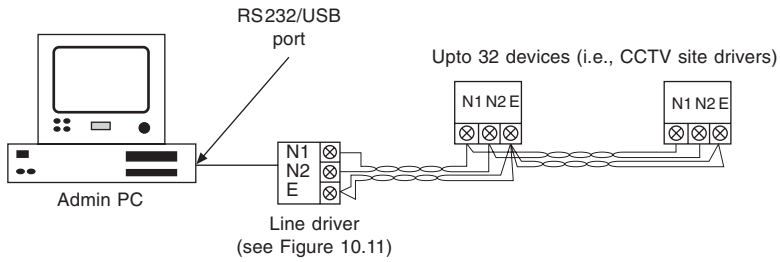 RS232/USB
port
Upto 32 devices (i.e., CCTV site drivers)
N1 N2 E
N1 N2 E
N1
N2
E
Admin PC
Line driver
(see Figure 10.11)